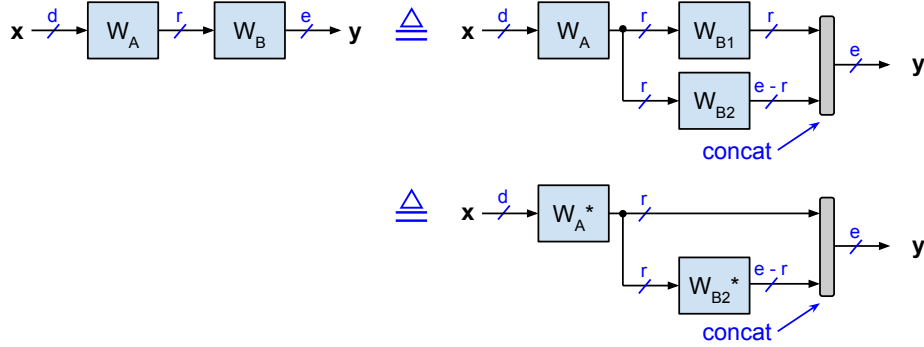 x d W_A r W_B e y ≜ x d W_A r W_B1 r e y
r W_B2 e - r
concat
≜ x d W_A* r e y
r W_B2* e - r
concat